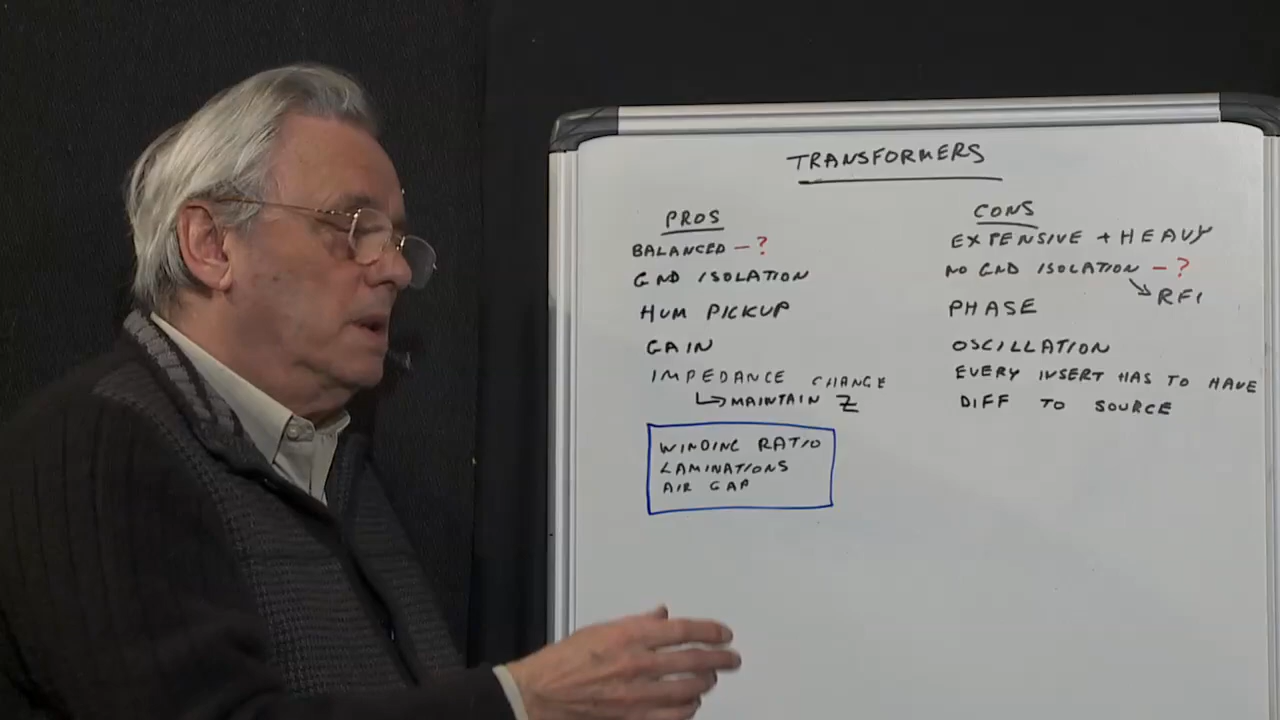 TRANSFORMERS
PROS
BALANCED - ?
GND ISOLATION
HUM PICKUP
GAIN
IMPEDANCE CHANGE
↳ MAINTAIN Z
WINDING RATIO
LAMINATIONS
AIR GAP
CONS
EXPENSIVE + HEAVY
NO GND ISOLATION - ?
↘ RFI
PHASE
OSCILLATION
EVERY INSERT HAS TO HAVE
DIFF TO SOURCE